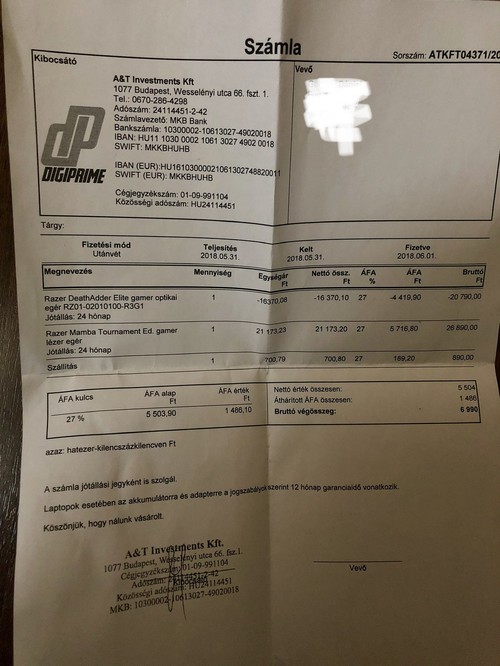 Számla
Sorszám: ATKFT04371/20
Kibocsátó
Vevő
A&T Investments Kft
1077 Budapest, Wesselényi utca 66. fszt. 1.
Tel.: 0670-286-4298
Adószám: 24114451-2-42
Számlavezető: MKB Bank
Bankszámla: 10300002-10613027-49020018
IBAN: HU11 1030 0002 1061 3027 4902 0018
SWIFT: MKKBHUHB
IBAN (EUR):HU16103000021061302748820011
SWIFT (EUR): MKKBHUHB
Cégjegyzékszám: 01-09-991104
Közösségi adószám: HU24114451
DIGIPRIME
Tárgy:
Fizetési mód Teljesítés Kelt Fizetve
Utánvét 2018.05.31. 2018.05.31. 2018.06.01.
Megnevezés Mennyiség Egységár Ft Nettó össz. Ft ÁFA % ÁFA Ft Bruttó Ft
Razer DeathAdder Elite gamer optikai 1 -16370,08 -16 370,10 27 -4 419,90 -20 790,00
egér RZ01-02010100-R3G1
Jótállás: 24 hónap
Razer Mamba Tournament Ed. gamer 1 21 173,23 21 173,20 27 5 716,80 26 890,00
lézer egér
Jótállás: 24 hónap
Szállítás 1 700,79 700,80 27 189,20 890,00
ÁFA kulcs ÁFA alap Ft ÁFA érték Ft
27 % 5 503,90 1 486,10
Nettó érték összesen: 5 504
Áthárított ÁFA összesen: 1 486
Bruttó végösszeg: 6 990
azaz: hatezer-kilencszázkilencven Ft
A számla jótállási jegyként is szolgál.
Laptopok esetében az akkumulátorra és adapterre a jogszabályok szerint 12 hónap garanciaidő vonatkozik.
Köszönjük, hogy nálunk vásárolt.
A&T Investments Kft.
1077 Budapest, Wesselényi utca 66. fsz.1.
Cégjegyzékszám: 01-09-991104
Adószám: 24114451-2-42
Közösségi adószám: HU24114451
MKB: 10300002-10613027-49020018
Vevő